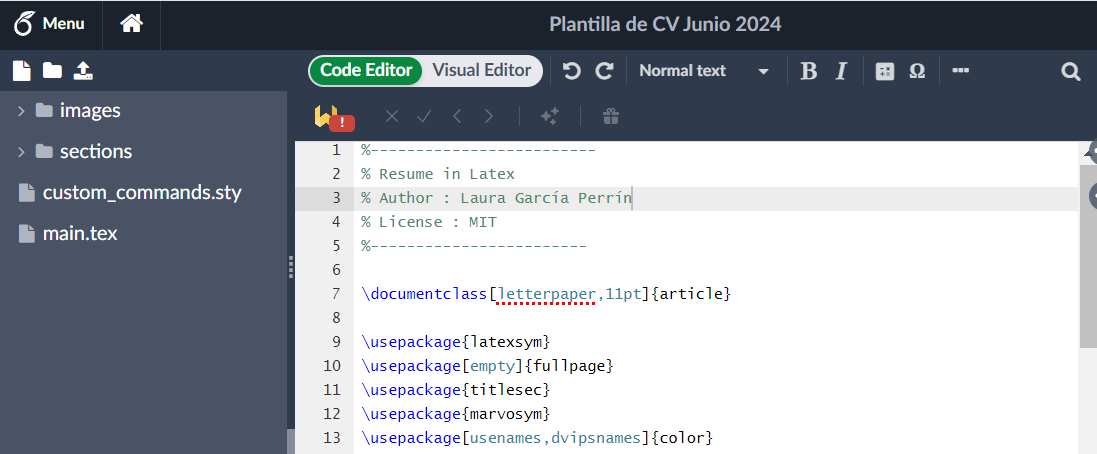 Menu
Plantilla de CV Junio 2024
Code Editor Visual Editor Normal text B I Ω
images
sections
custom_commands.sty
main.tex
1 %-------------------------
2 % Resume in Latex
3 % Author : Laura García Perrín
4 % License : MIT
5 %------------------------
6
7 \documentclass[letterpaper,11pt]{article}
8
9 \usepackage{latexsym}
10 \usepackage[empty]{fullpage}
11 \usepackage{titlesec}
12 \usepackage{marvosym}
13 \usepackage[usenames,dvipsnames]{color}